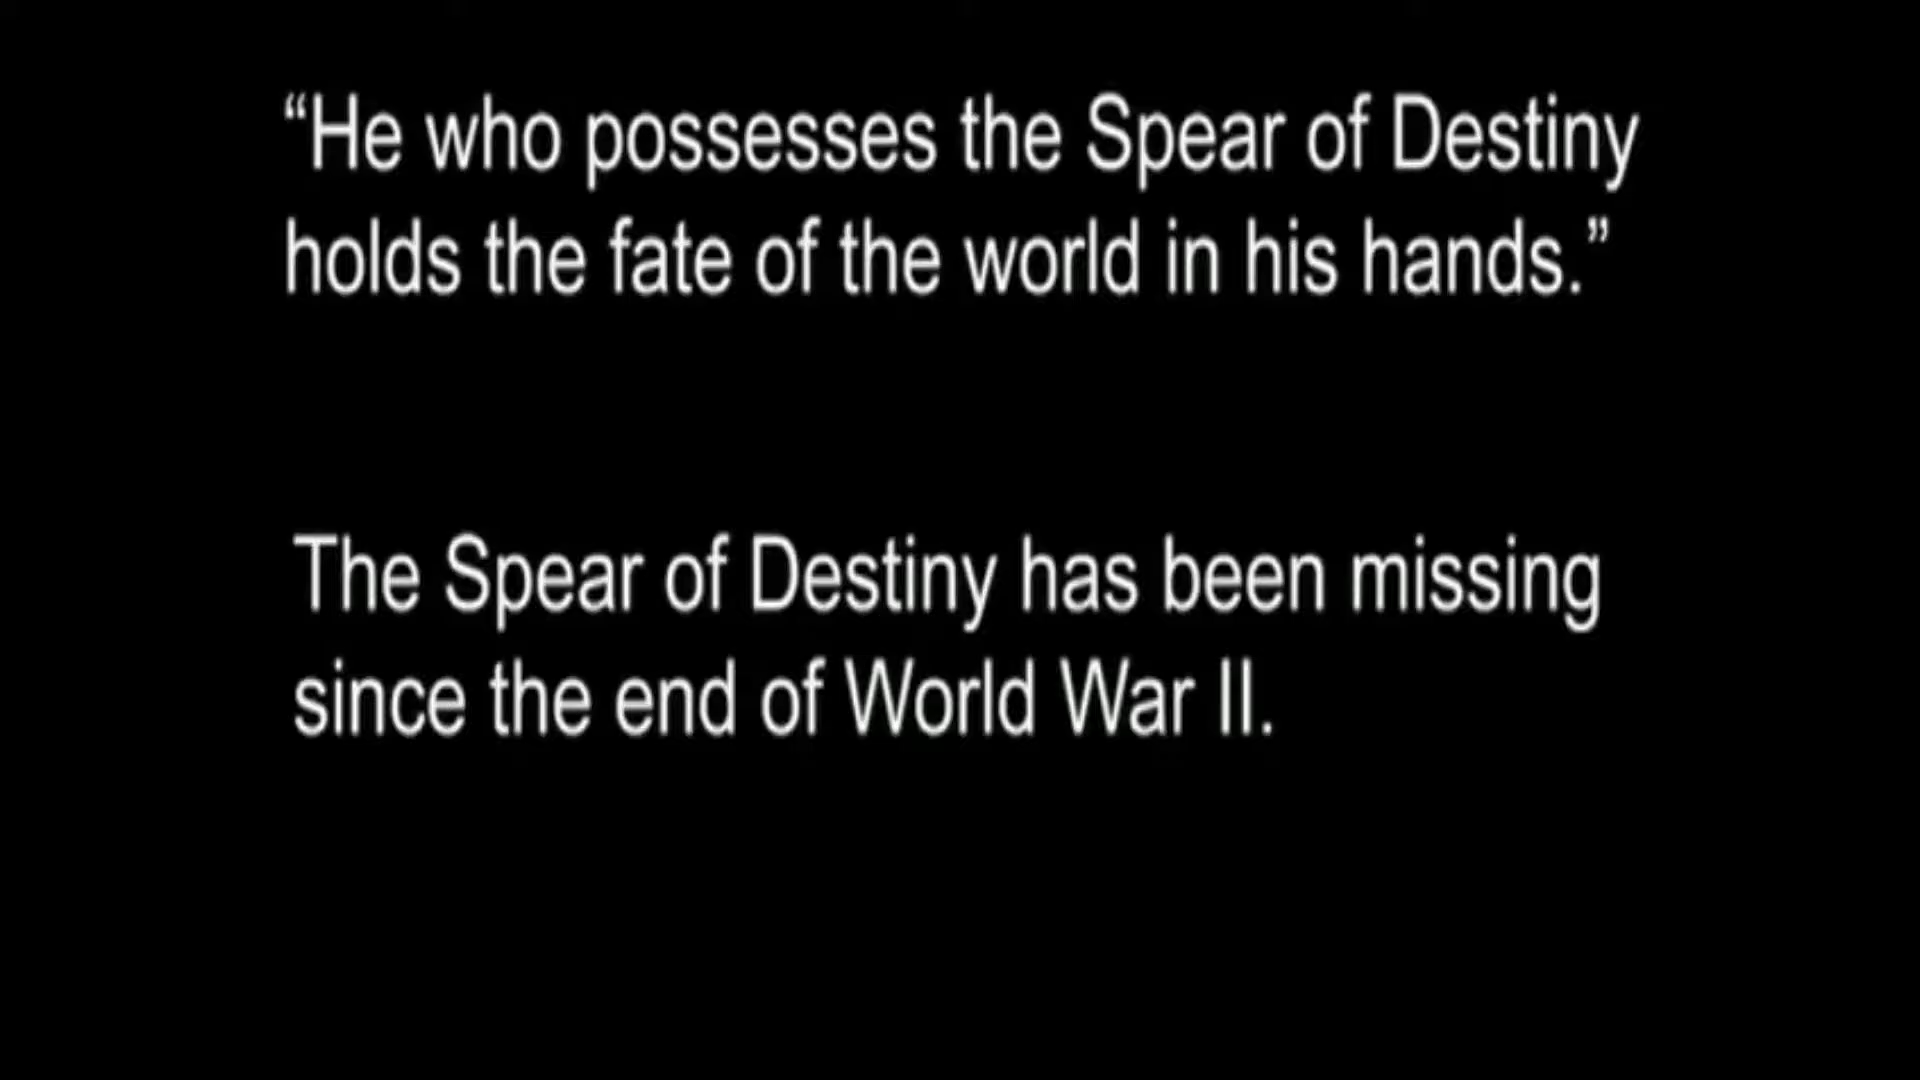 “He who possesses the Spear of Destiny
holds the fate of the world in his hands.”
The Spear of Destiny has been missing
since the end of World War II.